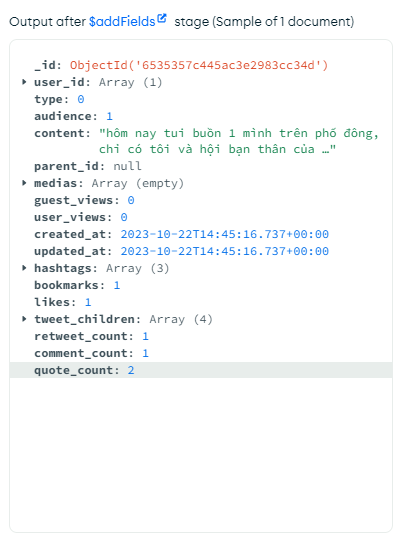 Output after $addFields stage (Sample of 1 document)
_id: ObjectId('6535357c445ac3e2983cc34d')
user_id: Array (1)
type: 0
audience: 1
content: "hôm nay tui buồn 1 mình trên phố đông,
chỉ có tôi và hội bạn thân của …"
parent_id: null
medias: Array (empty)
guest_views: 0
user_views: 0
created_at: 2023-10-22T14:45:16.737+00:00
updated_at: 2023-10-22T14:45:16.737+00:00
hashtags: Array (3)
bookmarks: 1
likes: 1
tweet_children: Array (4)
retweet_count: 1
comment_count: 1
quote_count: 2